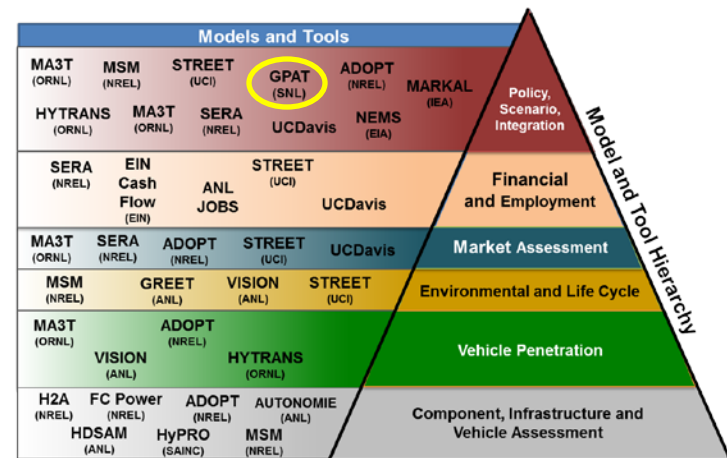 Models and Tools
MA3T
(ORNL)
MSM
(NREL)
STREET
(UCI)
GPAT
(SNL)
ADOPT
(NREL)
MARKAL
(IEA)
HYTRANS
(ORNL)
MA3T
(ORNL)
SERA
(NREL)
UCDavis
NEMS
(EIA)
Policy,
Scenario,
Integration
SERA
(NREL)
EIN
Cash
Flow
(EIN)
ANL
JOBS
STREET
(UCI)
UCDavis
Financial
and Employment
MA3T
(ORNL)
SERA
(NREL)
ADOPT
(NREL)
STREET
(UCI)
UCDavis
Market Assessment
MSM
(NREL)
GREET
(ANL)
VISION
(ANL)
STREET
(UCI)
Environmental and Life Cycle
MA3T
(ORNL)
ADOPT
(NREL)
VISION
(ANL)
HYTRANS
(ORNL)
Vehicle Penetration
H2A
(NREL)
FC Power
(NREL)
ADOPT
(NREL)
AUTONOMIE
(ANL)
HDSAM
(ANL)
HyPRO
(SAINC)
MSM
(NREL)
Component, Infrastructure and
Vehicle Assessment
Model and Tool Hierarchy